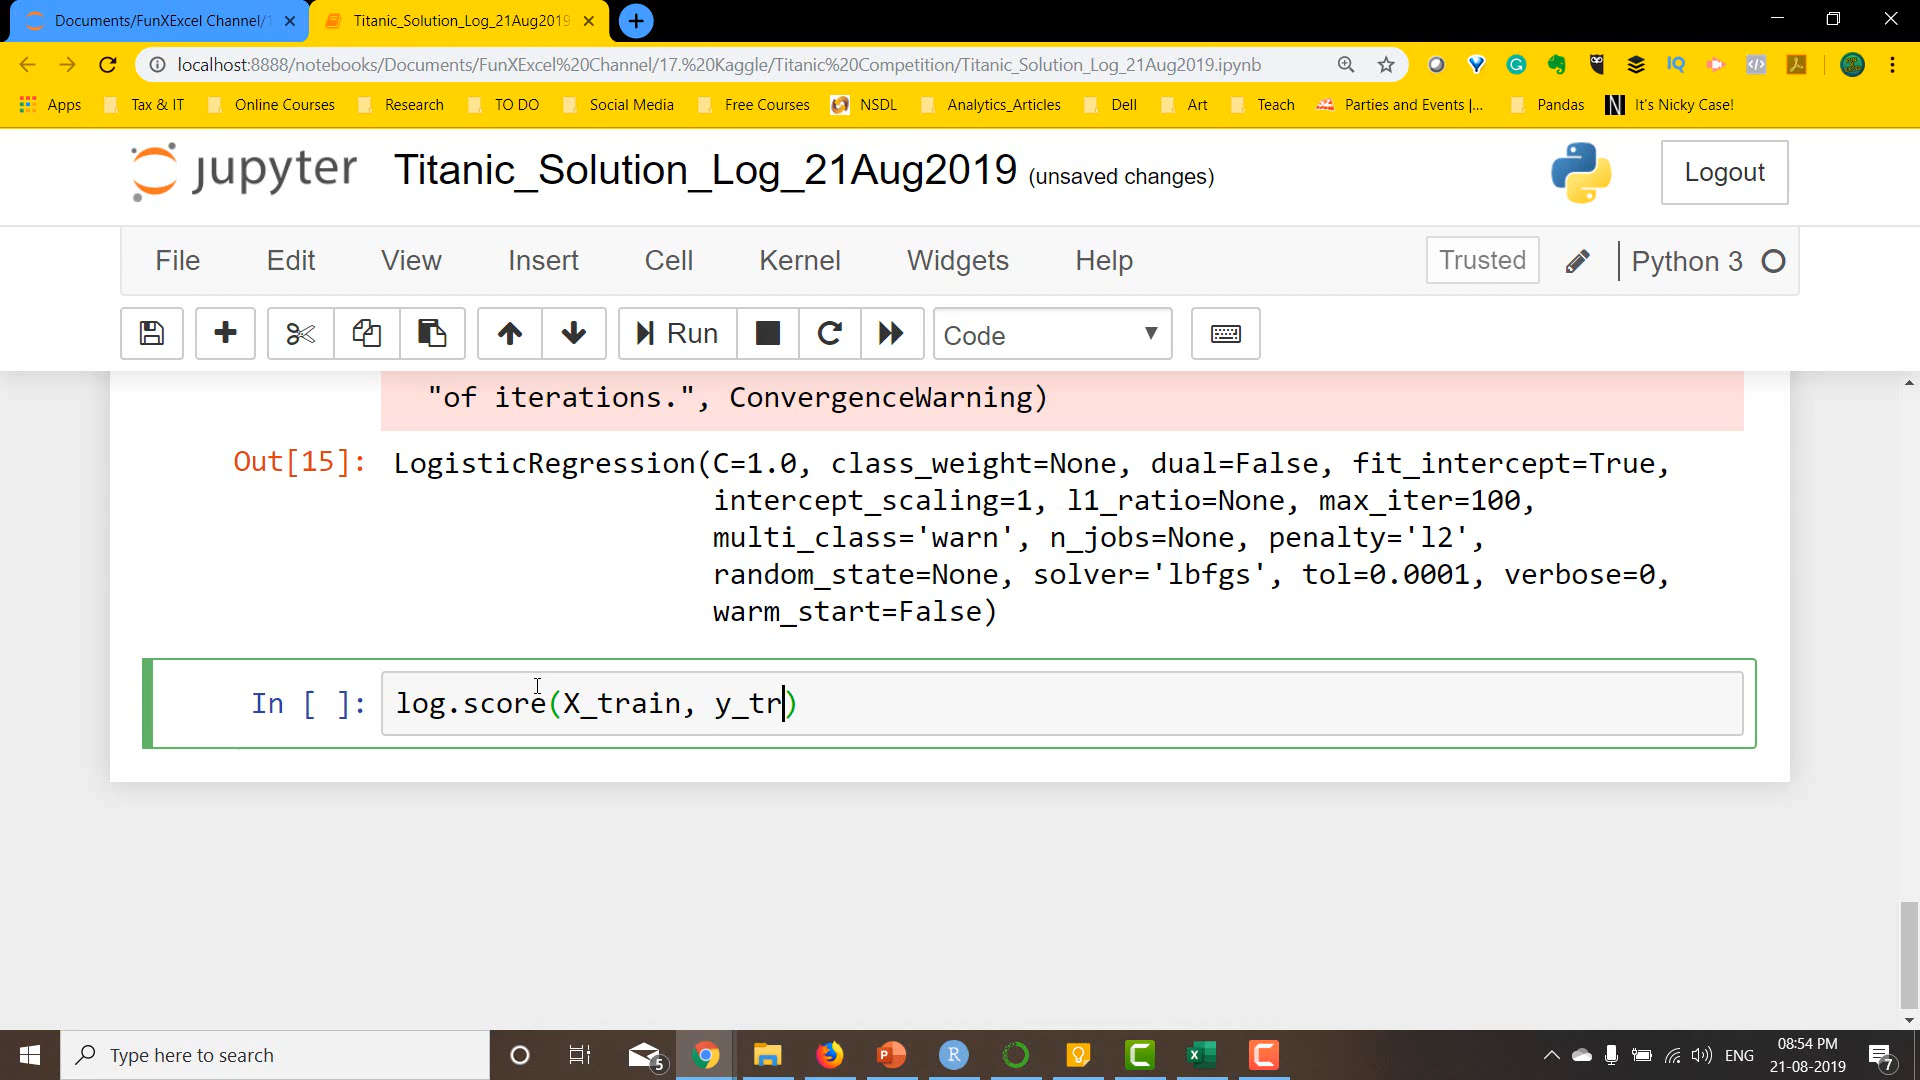 Documents/FunXExcel Channel/1
Titanic_Solution_Log_21Aug2019
localhost:8888/notebooks/Documents/FunXExcel%20Channel/17.%20Kaggle/Titanic%20Competition/Titanic_Solution_Log_21Aug2019.ipynb
Apps Tax & IT Online Courses Research TO DO Social Media Free Courses NSDL Analytics_Articles Dell Art Teach Parties and Events |... Pandas It's Nicky Case!
jupyter Titanic_Solution_Log_21Aug2019 (unsaved changes) Logout
File Edit View Insert Cell Kernel Widgets Help Trusted Python 3
Run Code
"of iterations.", ConvergenceWarning)
Out[15]: LogisticRegression(C=1.0, class_weight=None, dual=False, fit_intercept=True,
intercept_scaling=1, l1_ratio=None, max_iter=100,
multi_class='warn', n_jobs=None, penalty='l2',
random_state=None, solver='lbfgs', tol=0.0001, verbose=0,
warm_start=False)
In [ ]: log.score(X_train, y_tr)
Type here to search
5
ENG
08:54 PM
21-08-2019
7